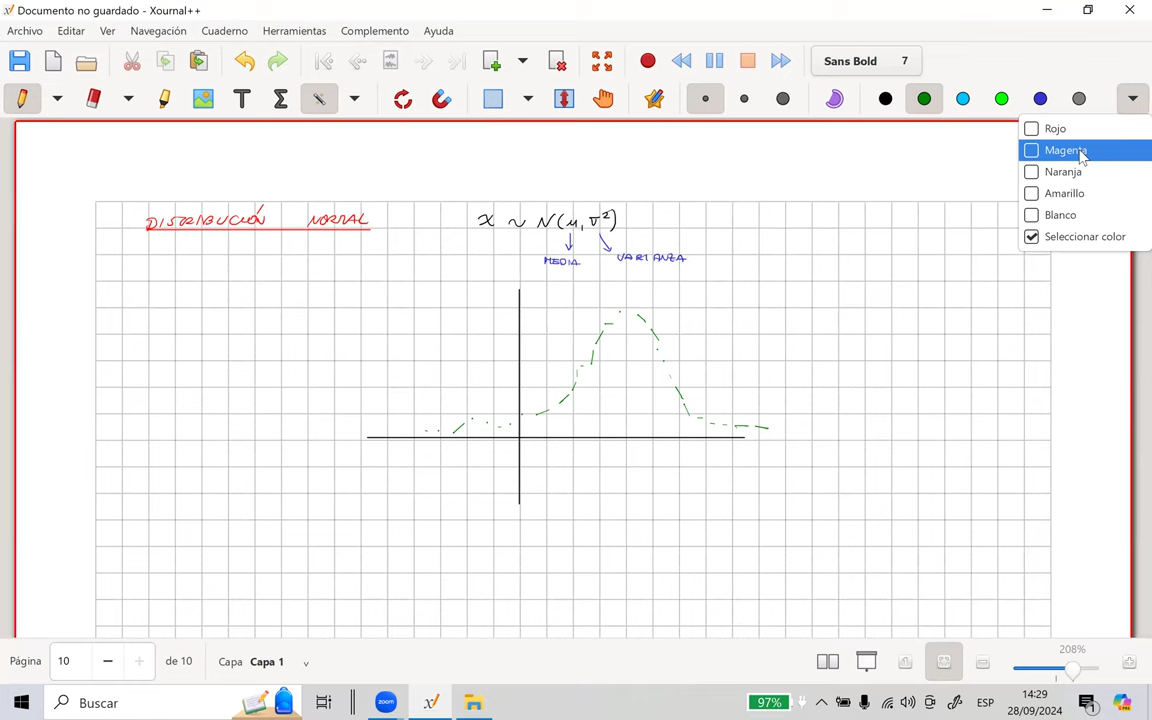 Documento no guardado - Xournal++
Archivo Editar Ver Navegación Cuaderno Herramientas Complemento Ayuda
Sans Bold 7
Rojo
Magenta
Naranja
Amarillo
Blanco
Seleccionar color
DISTRIBUCIÓN NORMAL x ~ N(μ, σ²)
MEDIA VARIANZA
Página 10 de 10 Capa Capa 1 208%
Buscar zoom 97% ESP 14:29
28/09/2024 1